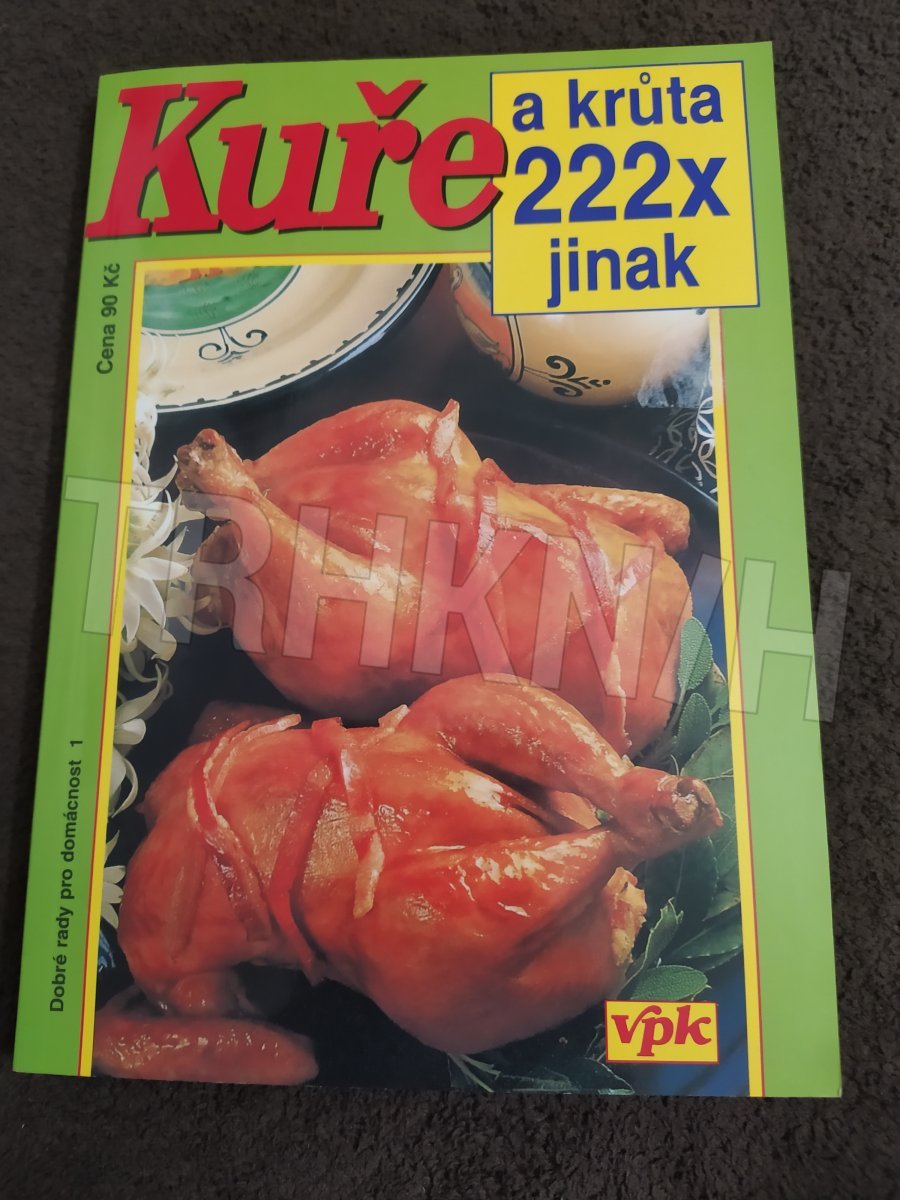 Kuře
a krůta
222x
jinak
Cena 90 Kč
TRHKNIH
Dobré rady pro domácnost 1
vpk